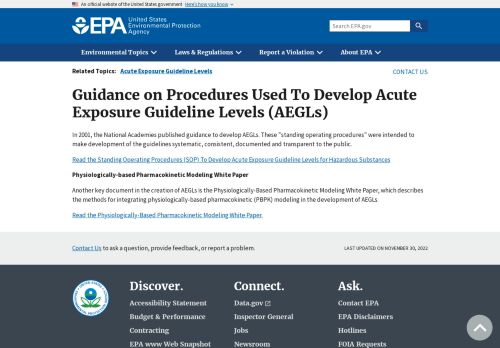 An official website of the United States government Here's how you know
EPA United States
Environmental Protection
Agency
Search EPA.gov
Environmental Topics Laws & Regulations Report a Violation About EPA
Related Topics: Acute Exposure Guideline Levels
CONTACT US
Guidance on Procedures Used To Develop Acute
Exposure Guideline Levels (AEGLs)
In 2001, the National Academies published guidance to develop AEGLs. These "standing operating procedures" were intended to
make development of the guidelines systematic, consistent, documented and transparent to the public.
Read the Standing Operating Procedures (SOP) To Develop Acute Exposure Guideline Levels for Hazardous Substances
Physiologically-based Pharmacokinetic Modeling White Paper
Another key document in the creation of AEGLs is the Physiologically-Based Pharmacokinetic Modeling White Paper, which describes
the methods for integrating physiologically-based pharmacokinetic (PBPK) modeling in the development of AEGLs.
Read the Physiologically-Based Pharmacokinetic Modeling White Paper.
Contact Us to ask a question, provide feedback, or report a problem.
LAST UPDATED ON NOVEMBER 30, 2022
Discover.
Accessibility Statement
Budget & Performance
Contracting
EPA www Web Snapshot
Connect.
Data.gov
Inspector General
Jobs
Newsroom
Ask.
Contact EPA
EPA Disclaimers
Hotlines
FOIA Requests